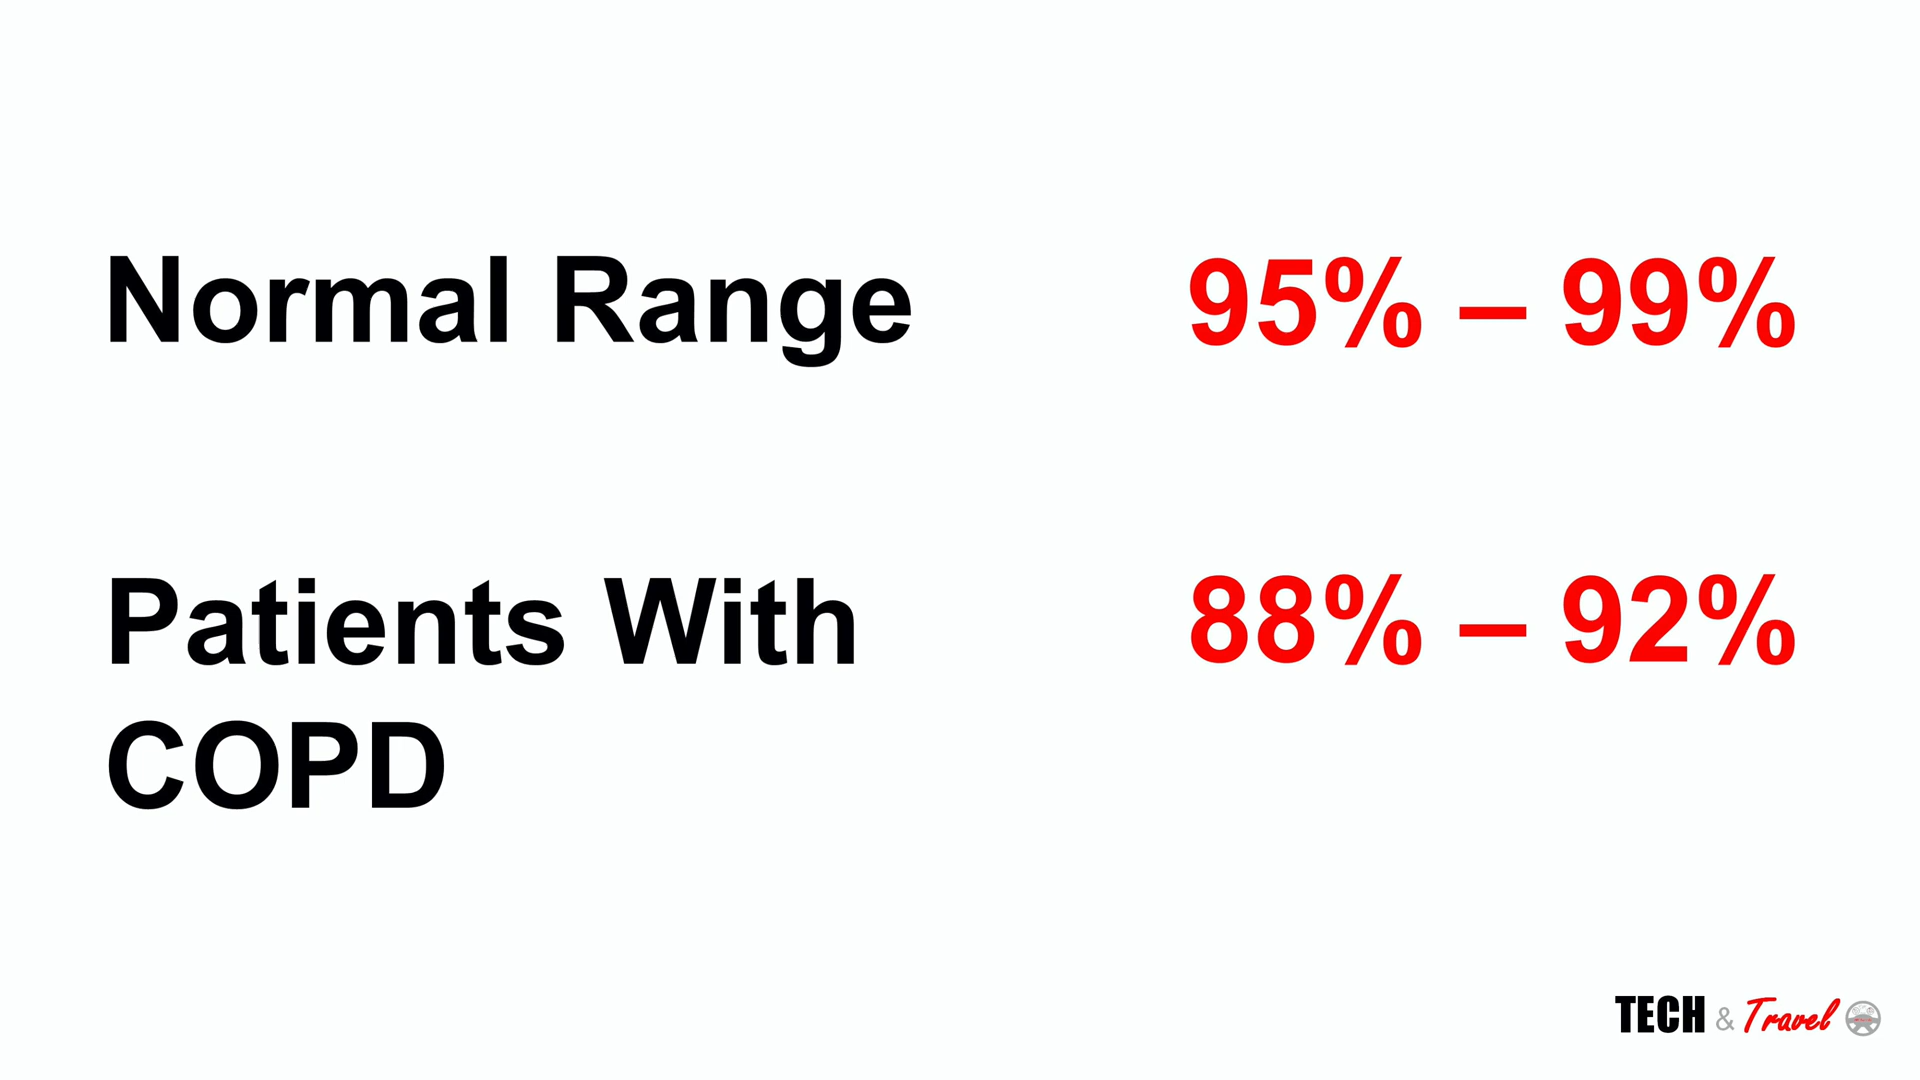 Normal Range 95% – 99%
Patients With 88% – 92%
COPD
TECH & Travel